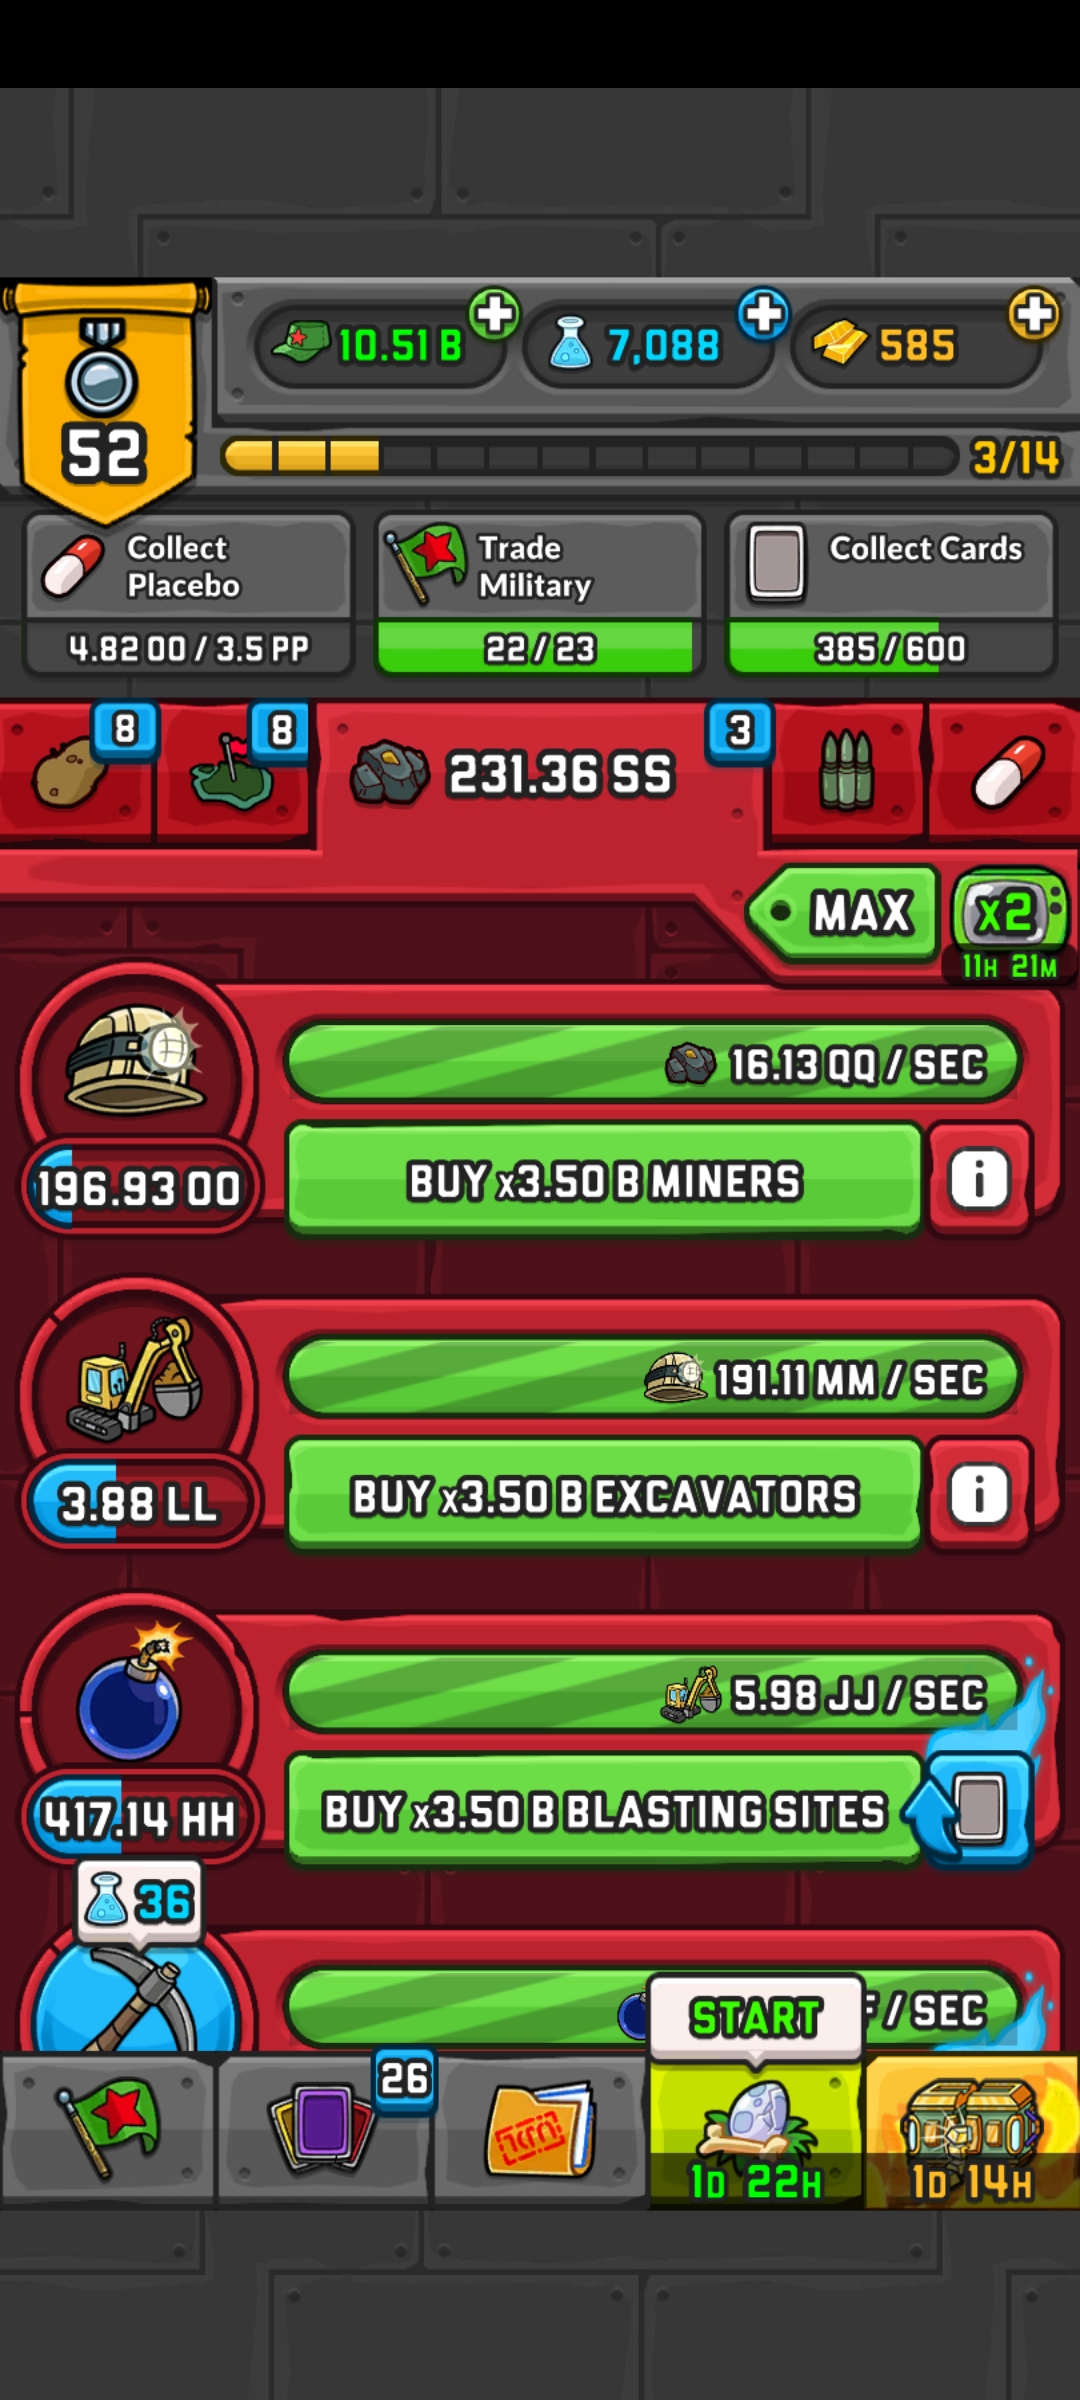 10.51 B
7,088
585
52
3/14
Collect
Placebo
4.82 OO / 3.5 PP
Trade
Military
22 / 23
Collect Cards
385 / 600
8
8
231.36 SS
3
MAX
x2
11H 21M
16.13 QQ / SEC
196.93 OO
BUY x3.50 B MINERS
i
191.11 MM / SEC
3.88 LL
BUY x3.50 B EXCAVATORS
i
5.98 JJ / SEC
417.14 HH
BUY x3.50 B BLASTING SITES
36
/ SEC
START
26
1D 22H
1D 14H